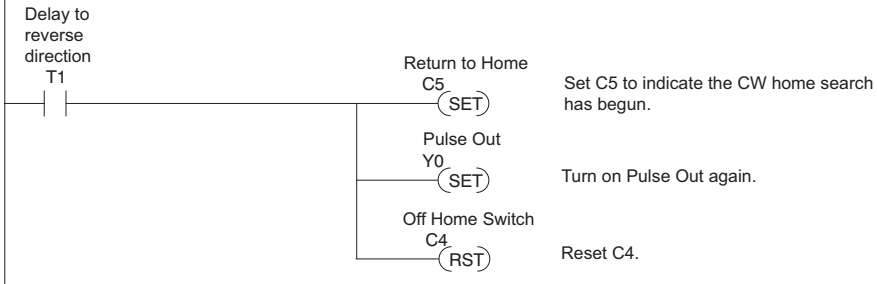 Delay to
reverse
direction
T1
Return to Home
C5
SET
Set C5 to indicate the CW home search
has begun.
Pulse Out
Y0
SET
Turn on Pulse Out again.
Off Home Switch
C4
RST
Reset C4.